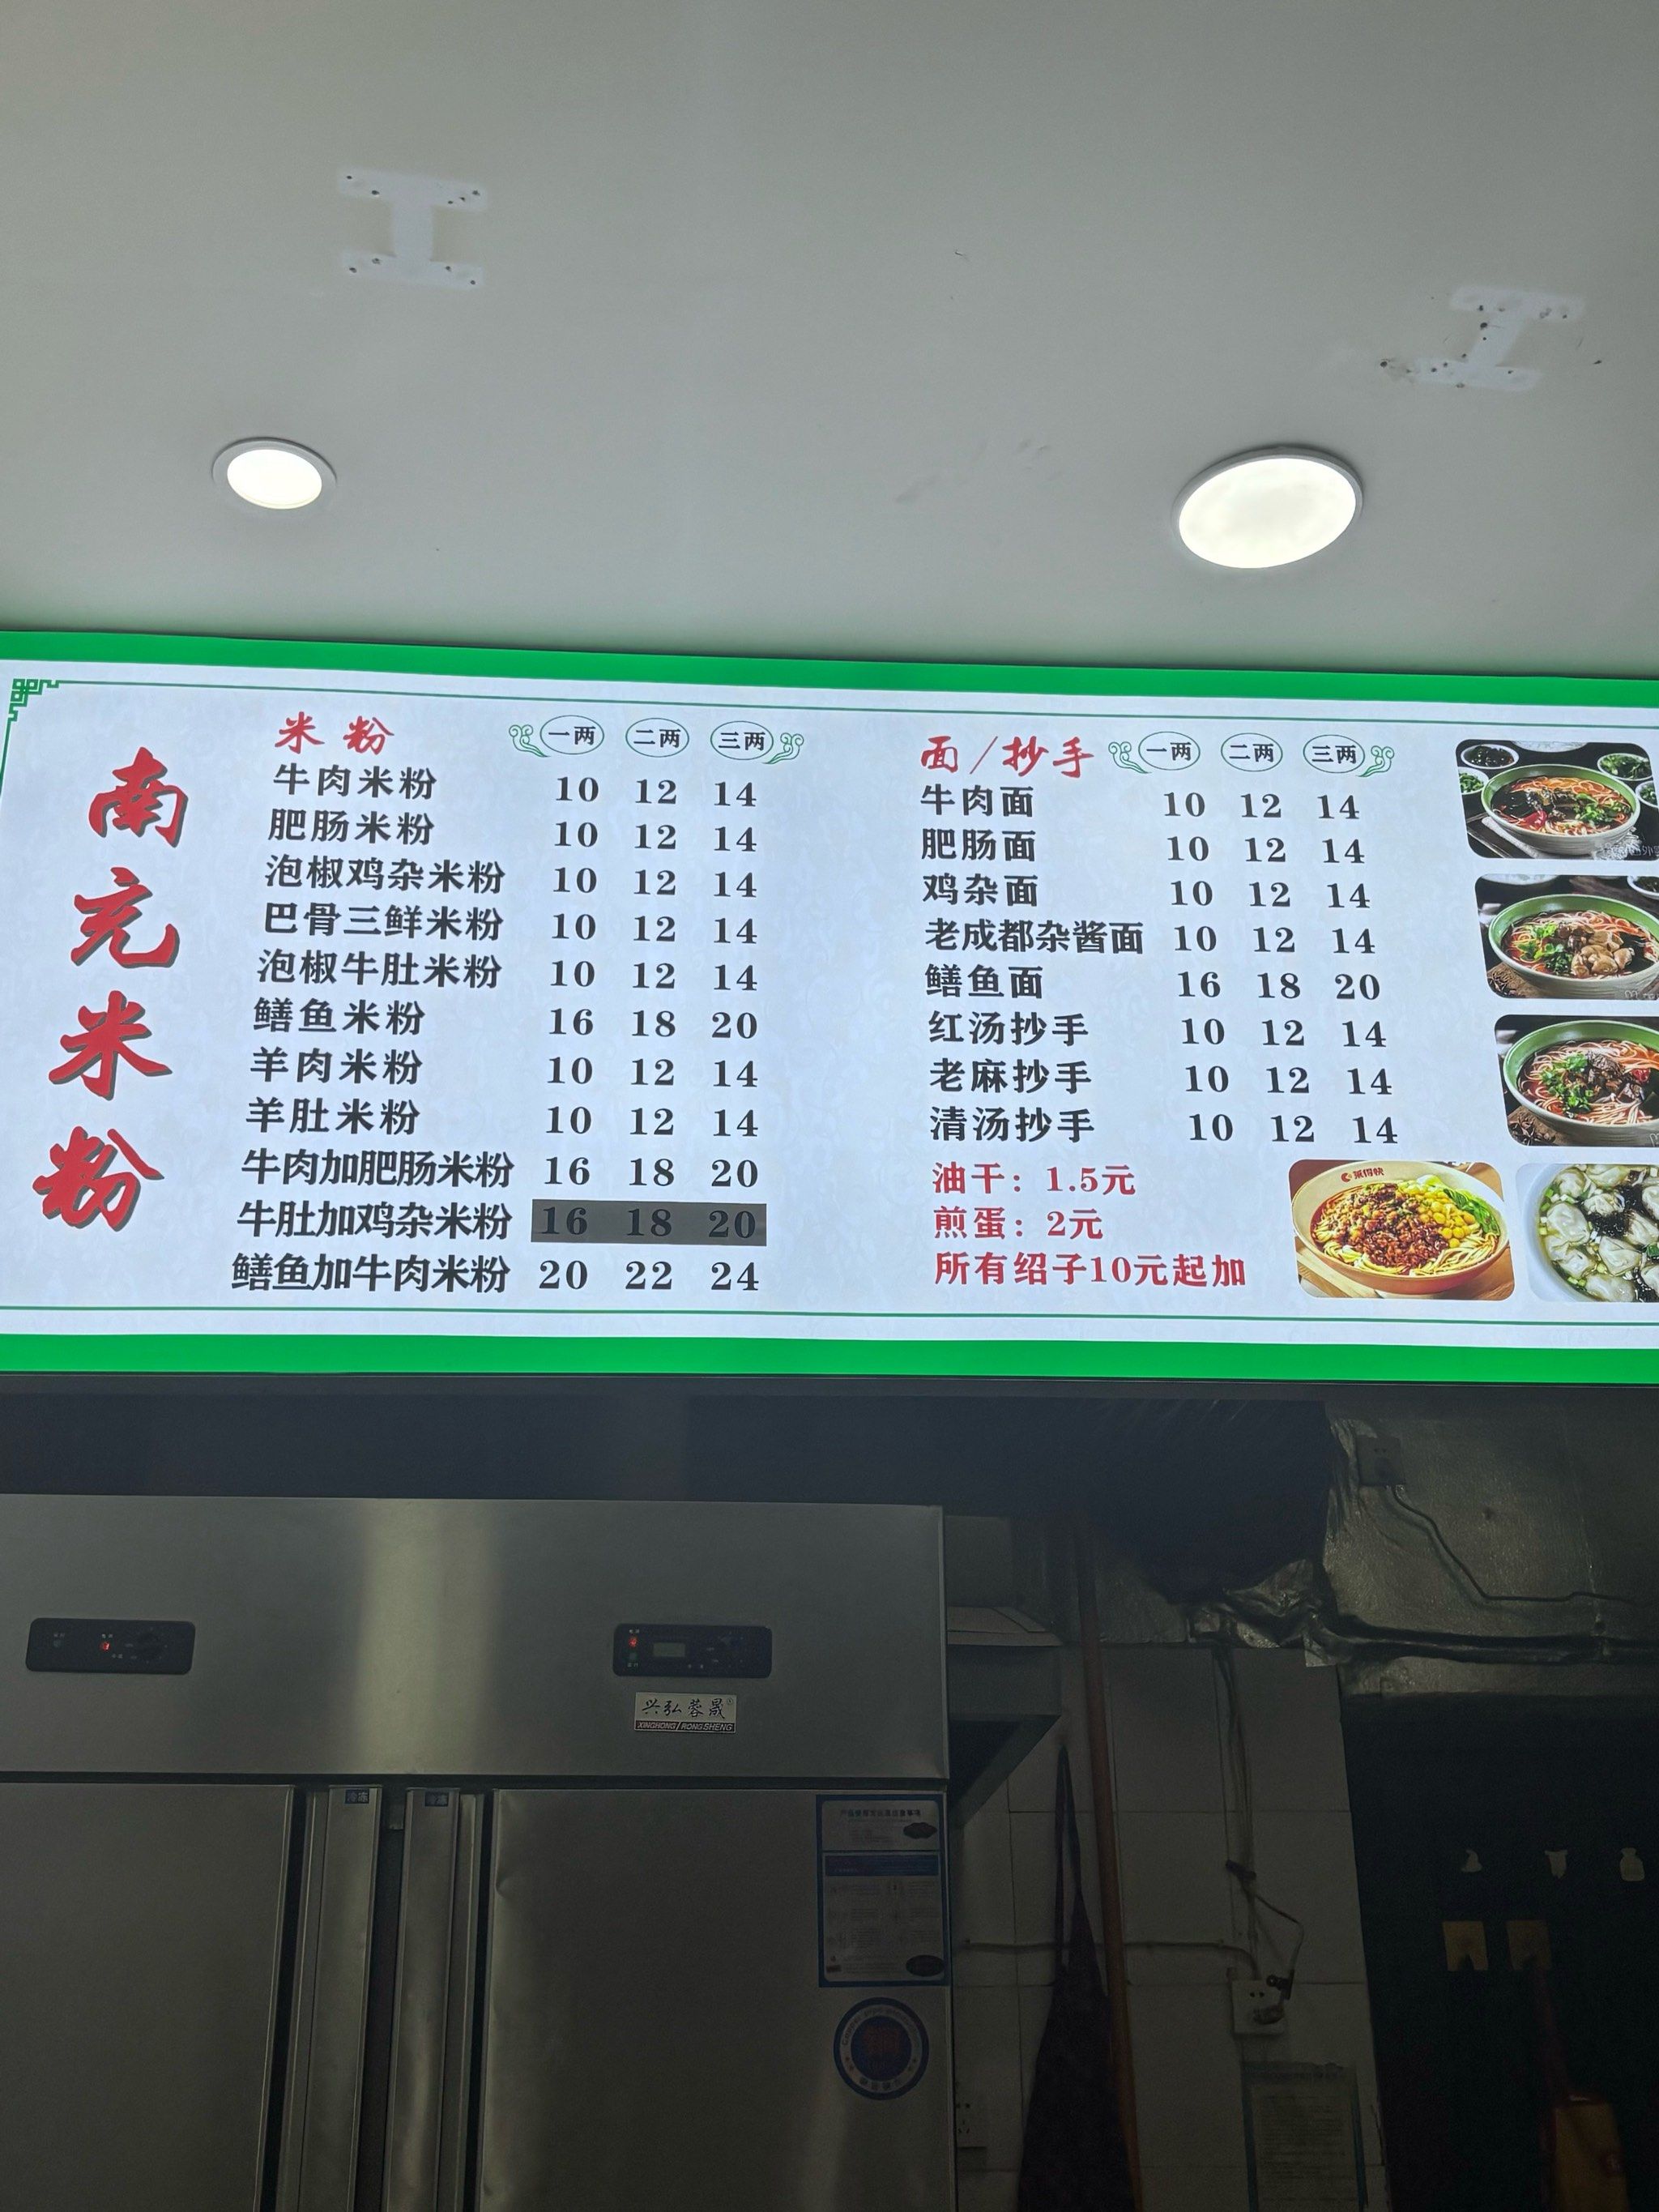 南充米粉
米粉 一两 二两 三两
牛肉米粉 10 12 14
肥肠米粉 10 12 14
泡椒鸡杂米粉 10 12 14
巴骨三鲜米粉 10 12 14
泡椒牛肚米粉 10 12 14
鳝鱼米粉 16 18 20
羊肉米粉 10 12 14
羊肚米粉 10 12 14
牛肉加肥肠米粉 16 18 20
牛肚加鸡杂米粉 16 18 20
鳝鱼加牛肉米粉 20 22 24
面/抄手 一两 二两 三两
牛肉面 10 12 14
肥肠面 10 12 14
鸡杂面 10 12 14
老成都杂酱面 10 12 14
鳝鱼面 16 18 20
红汤抄手 10 12 14
老麻抄手 10 12 14
清汤抄手 10 12 14
油干：1.5元
煎蛋：2元
所有绍子10元起加
兴弘蓉晟®
XINGHONG/RONGSHENG
冷冻
冷冻